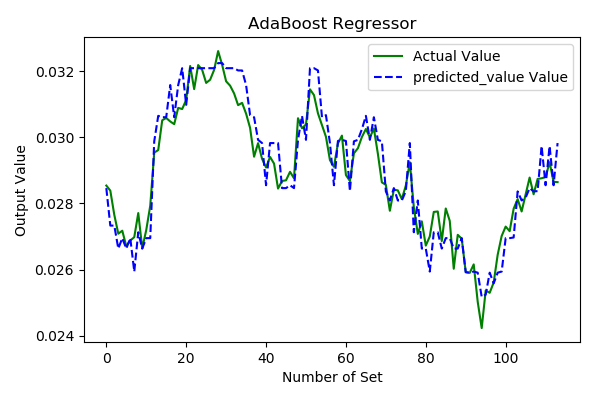 AdaBoost Regressor
Actual Value
predicted_value Value
Output Value
0.032
0.030
0.028
0.026
0.024
0 20 40 60 80 100
Number of Set